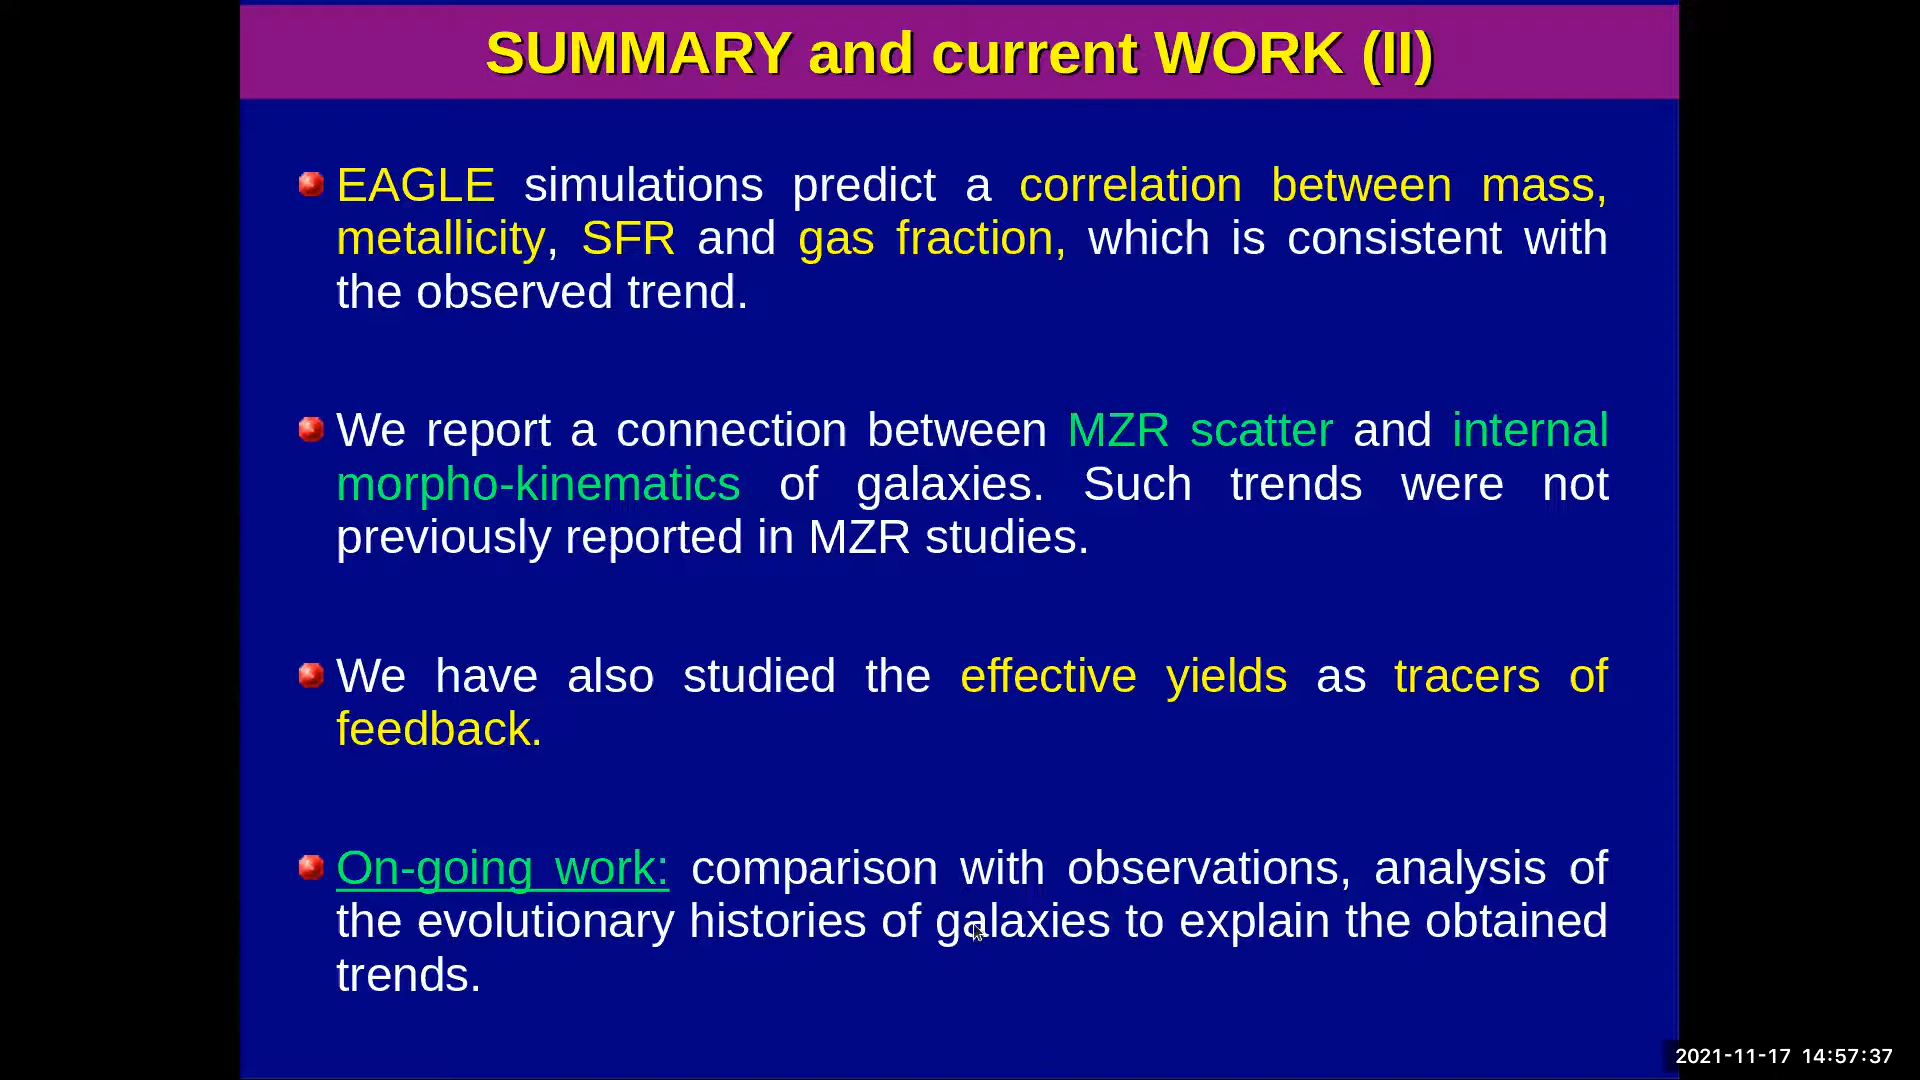 SUMMARY and current WORK (II)
EAGLE simulations predict a correlation between mass,
metallicity, SFR and gas fraction, which is consistent with
the observed trend.
We report a connection between MZR scatter and internal
morpho-kinematics of galaxies. Such trends were not
previously reported in MZR studies.
We have also studied the effective yields as tracers of
feedback.
On-going work: comparison with observations, analysis of
the evolutionary histories of galaxies to explain the obtained
trends.
2021-11-17 14:57:37